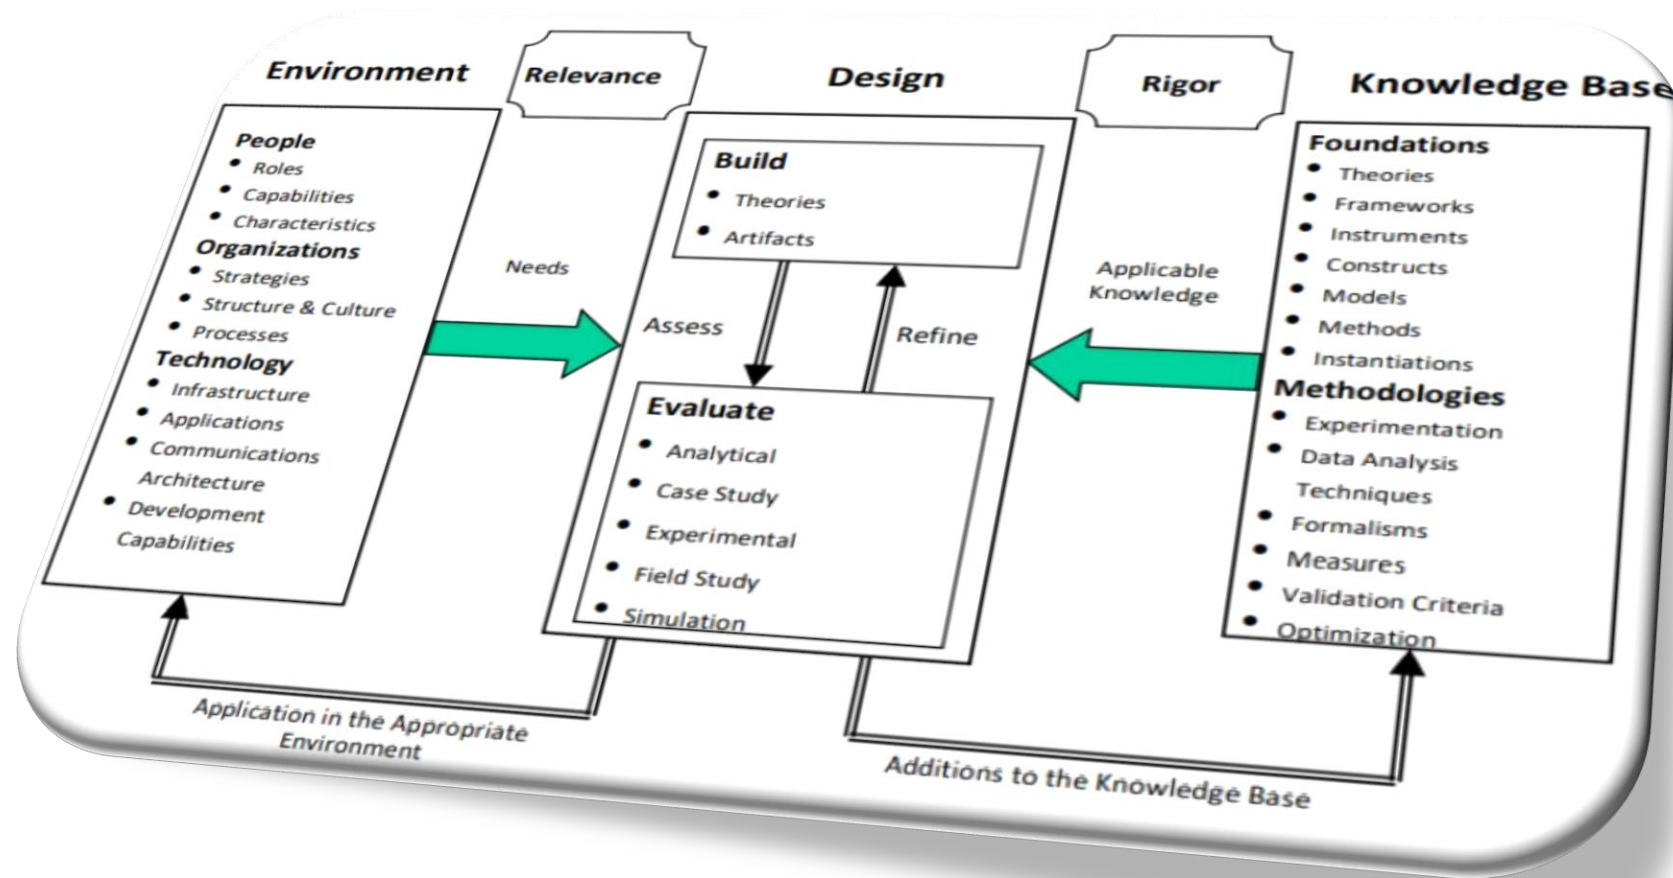 Environment
Relevance
Design
Rigor
Knowledge Base
People
Roles
Capabilities
Characteristics
Organizations
Strategies
Structure & Culture
Processes
Technology
Infrastructure
Applications
Communications
Architecture
Development
Capabilities
Needs
Build
Theories
Artifacts
Assess
Refine
Evaluate
Analytical
Case Study
Experimental
Field Study
Simulation
Applicable
Knowledge
Foundations
Theories
Frameworks
Instruments
Constructs
Models
Methods
Instantiations
Methodologies
Experimentation
Data Analysis
Techniques
Formalisms
Measures
Validation Criteria
Optimization
Application in the Appropriate
Environment
Additions to the Knowledge Base